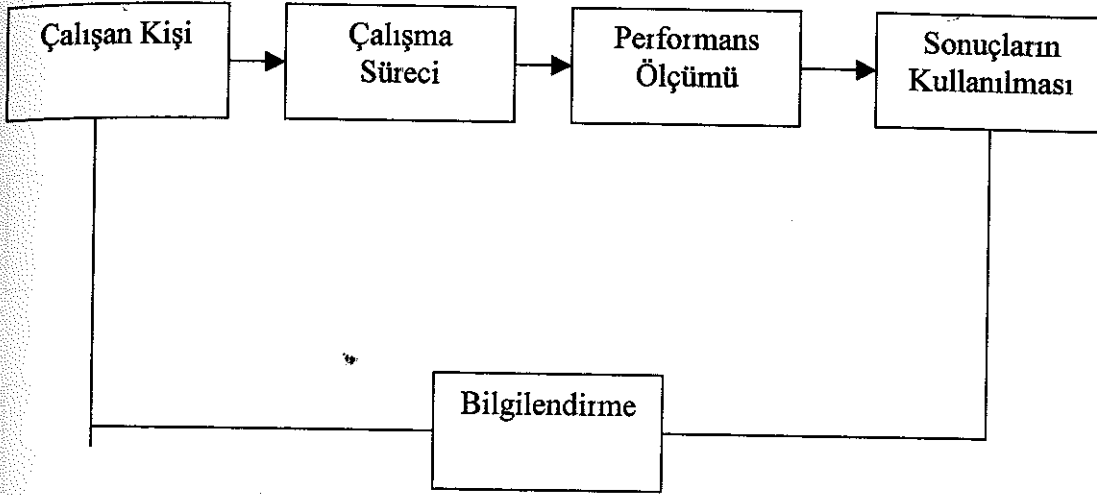 Çalışan Kişi
Çalışma
Süreci
Performans
Ölçümü
Sonuçların
Kullanılması
Bilgilendirme